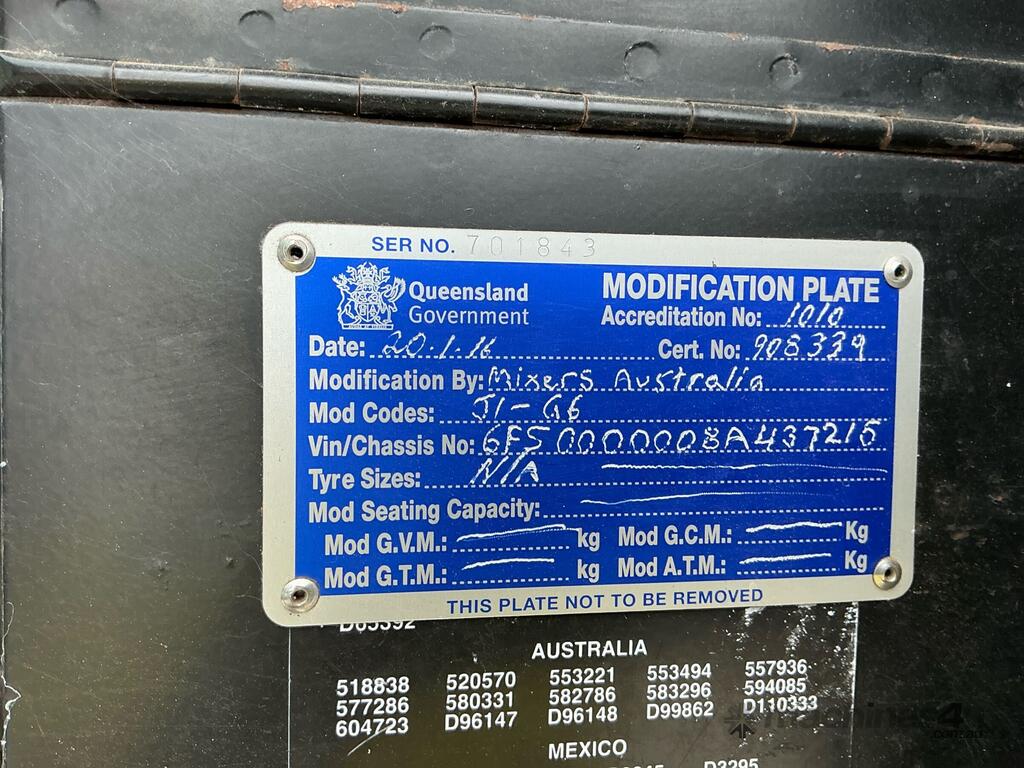 SER NO. 701843
Queensland
Government
MODIFICATION PLATE
Accreditation No: 1010
Date: 20.1.16
Cert. No: 908339
Modification By: Mixers Australia
Mod Codes: J1-G6
Vin/Chassis No: 6FS0000008A437215
Tyre Sizes: N/A
Mod Seating Capacity:
Mod G.V.M.: kg Mod G.C.M.: Kg
Mod G.T.M.: kg Mod A.T.M.: Kg
THIS PLATE NOT TO BE REMOVED
D65392
AUSTRALIA
518838 520570 553221 553494 557936
577286 580331 582786 583296 594085
604723 D96147 D96148 D99862 D110333
MEXICO
D3295